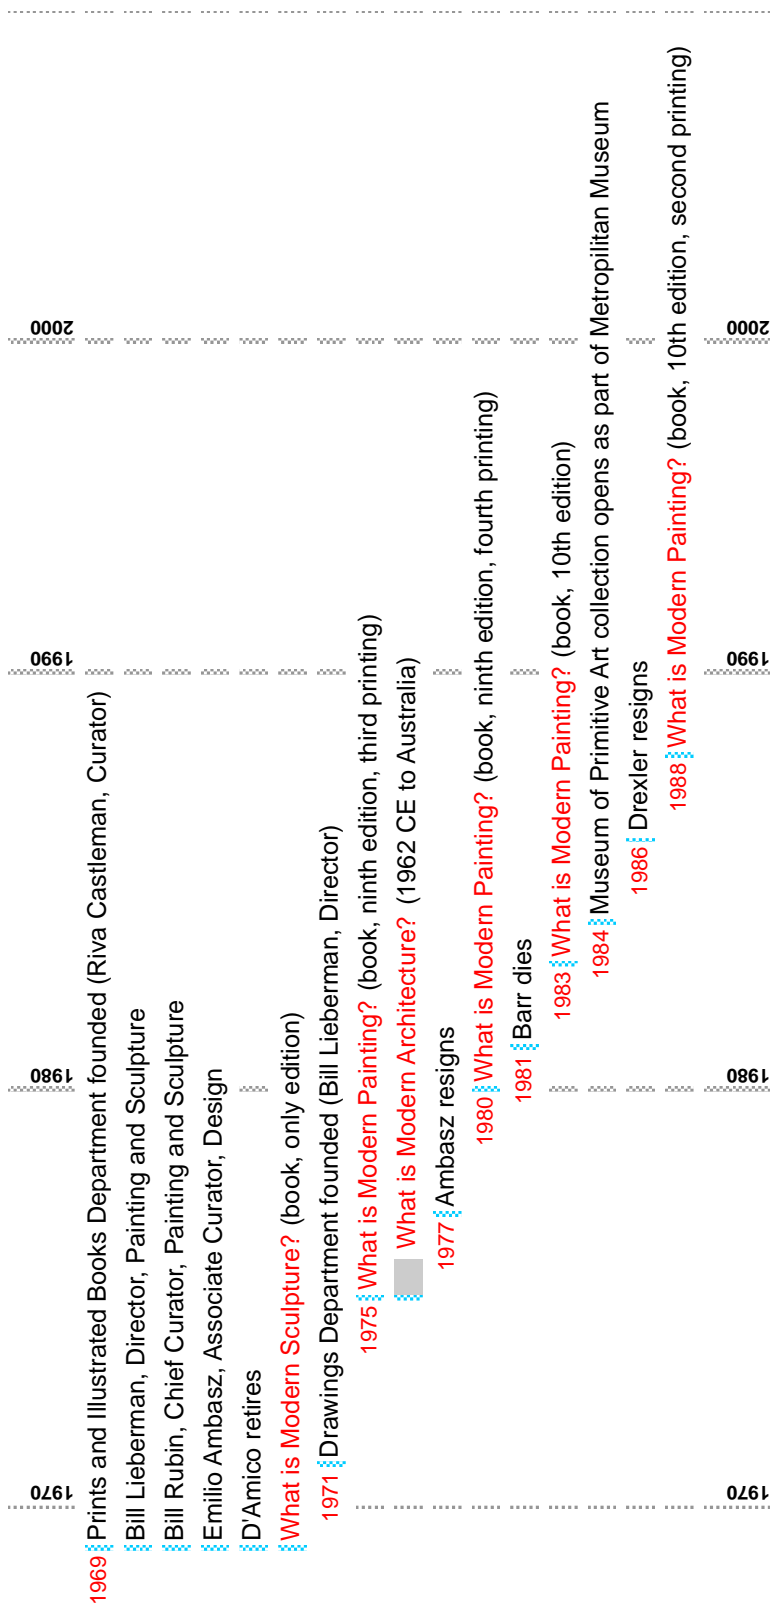 1969 Prints and Illustrated Books Department founded (Riva Castleman, Curator)
Bill Lieberman, Director, Painting and Sculpture
Bill Rubin, Chief Curator, Painting and Sculpture
Emilio Ambasz, Associate Curator, Design
D'Amico retires
What is Modern Sculpture? (book, only edition)
1971 Drawings Department founded (Bill Lieberman, Director)
1975 What is Modern Painting? (book, ninth edition, third printing)
What is Modern Architecture? (1962 CE to Australia)
1977 Ambasz resigns
1980 What is Modern Painting? (book, ninth edition, fourth printing)
1981 Barr dies
1983 What is Modern Painting? (book, 10th edition)
1984 Museum of Primitive Art collection opens as part of Metropilitan Museum
1986 Drexler resigns
1988 What is Modern Painting? (book, 10th edition, second printing)
1970
1980
1990
2000
1970
1980
1990
2000